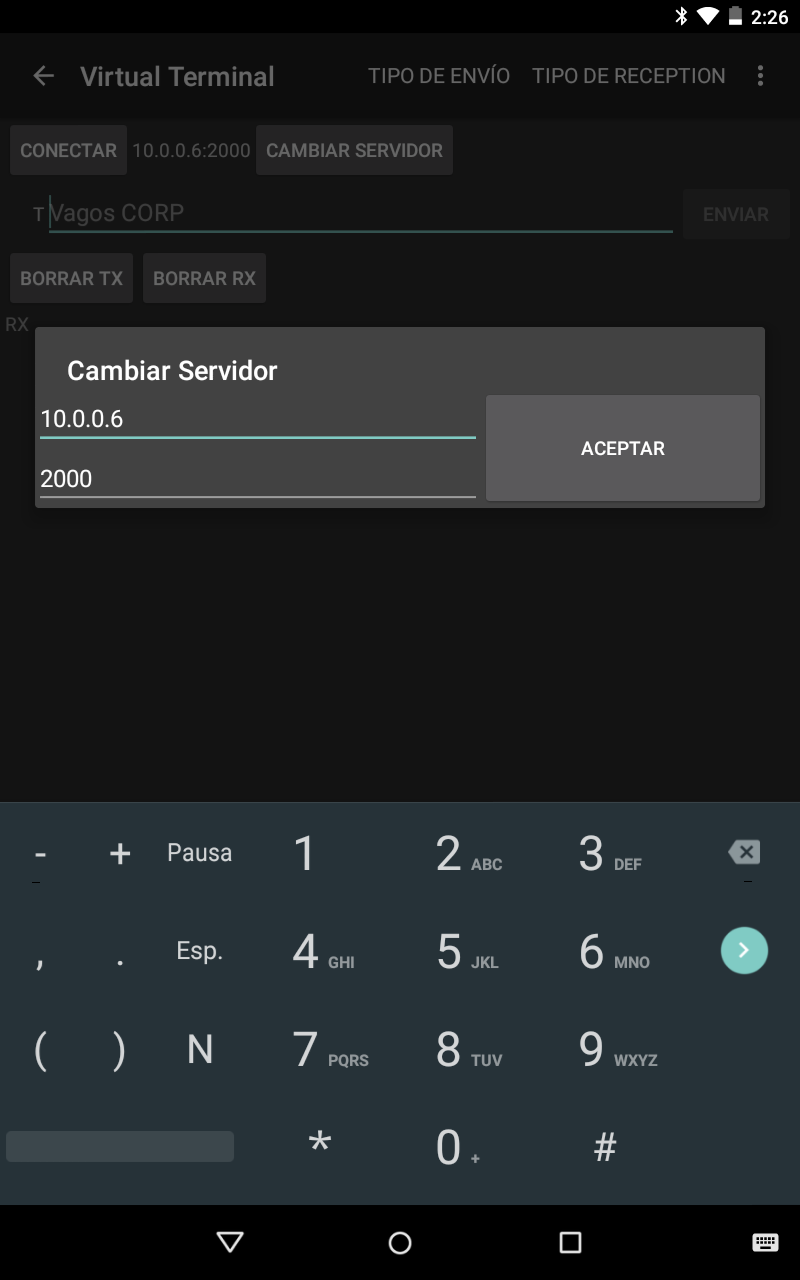 2:26
Virtual Terminal TIPO DE ENVÍO TIPO DE RECEPTION
CONECTAR 10.0.0.6:2000 CAMBIAR SERVIDOR
T Vagos CORP ENVIAR
BORRAR TX BORRAR RX
RX
Cambiar Servidor
10.0.0.6
2000
ACEPTAR
- + Pausa 1 2 ABC 3 DEF
, . Esp. 4 GHI 5 JKL 6 MNO
( ) N 7 PQRS 8 TUV 9 WXYZ
* 0 + #